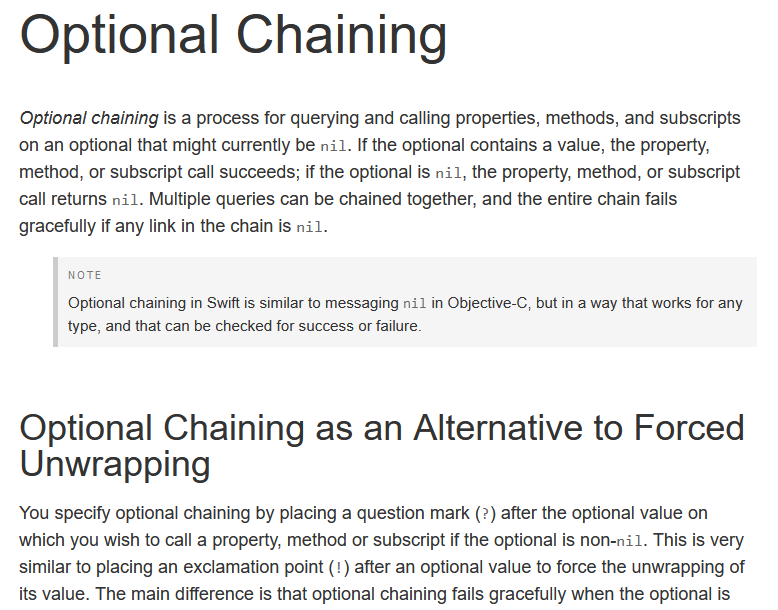 Optional Chaining
Optional chaining is a process for querying and calling properties, methods, and subscripts
on an optional that might currently be nil. If the optional contains a value, the property,
method, or subscript call succeeds; if the optional is nil, the property, method, or subscript
call returns nil. Multiple queries can be chained together, and the entire chain fails
gracefully if any link in the chain is nil.
NOTE
Optional chaining in Swift is similar to messaging nil in Objective-C, but in a way that works for any
type, and that can be checked for success or failure.
Optional Chaining as an Alternative to Forced
Unwrapping
You specify optional chaining by placing a question mark (?) after the optional value on
which you wish to call a property, method or subscript if the optional is non-nil. This is very
similar to placing an exclamation point (!) after an optional value to force the unwrapping of
its value. The main difference is that optional chaining fails gracefully when the optional is